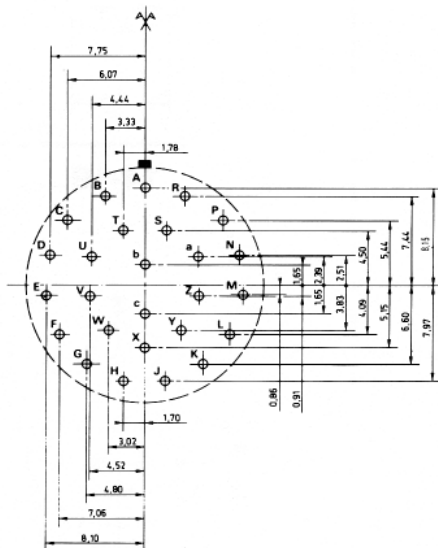 7,75
6,07
4,44
3,33
1,78
A
B
R
C
P
T
S
D
U
b
a
N
E
V
Z
M
c
F
W
Y
L
X
G
K
H
J
1,65
2,39
2,51
4,50
5,44
7,44
8,15
1,65
3,83
4,09
5,15
6,60
7,97
0,86
0,91
1,70
3,02
4,52
4,80
7,06
8,10